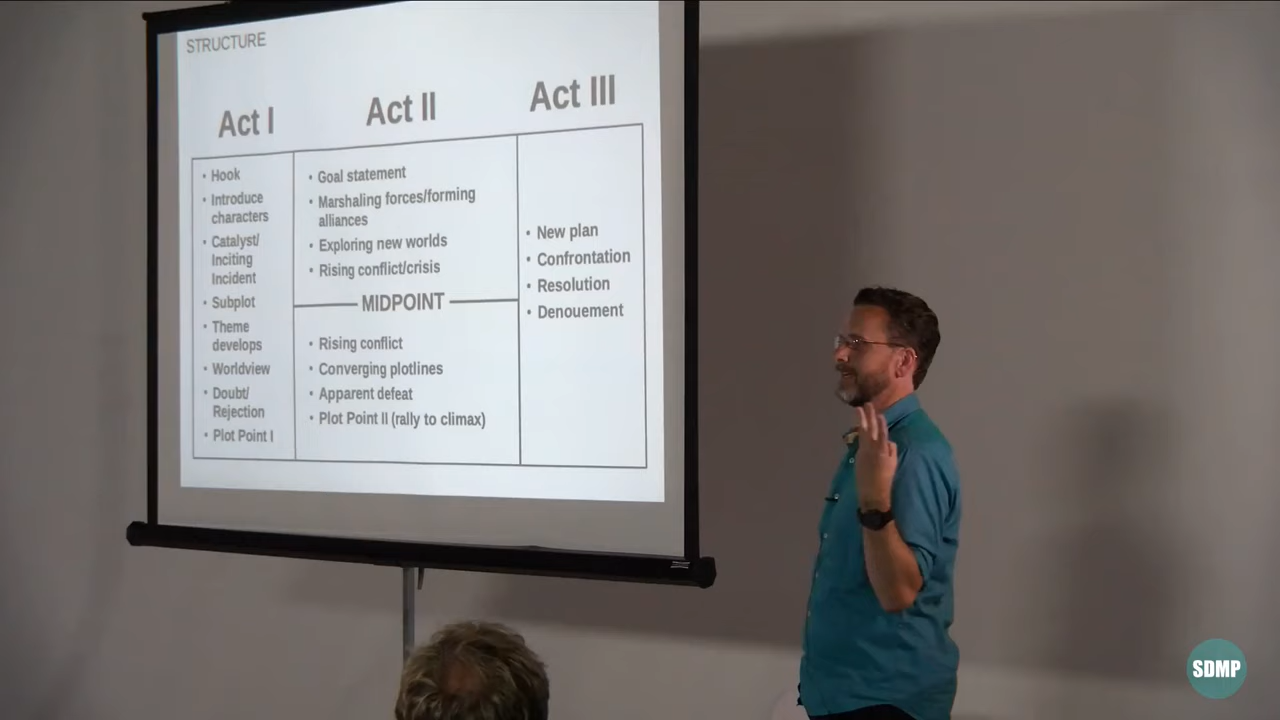 STRUCTURE
Act I
Act II
Act III
• Hook
• Introduce
characters
• Catalyst/
Inciting
Incident
• Subplot
• Theme
develops
• Worldview
• Doubt/
Rejection
• Plot Point I
• Goal statement
• Marshaling forces/forming
alliances
• Exploring new worlds
• Rising conflict/crisis
MIDPOINT
• Rising conflict
• Converging plotlines
• Apparent defeat
• Plot Point II (rally to climax)
• New plan
• Confrontation
• Resolution
• Denouement
SDMP